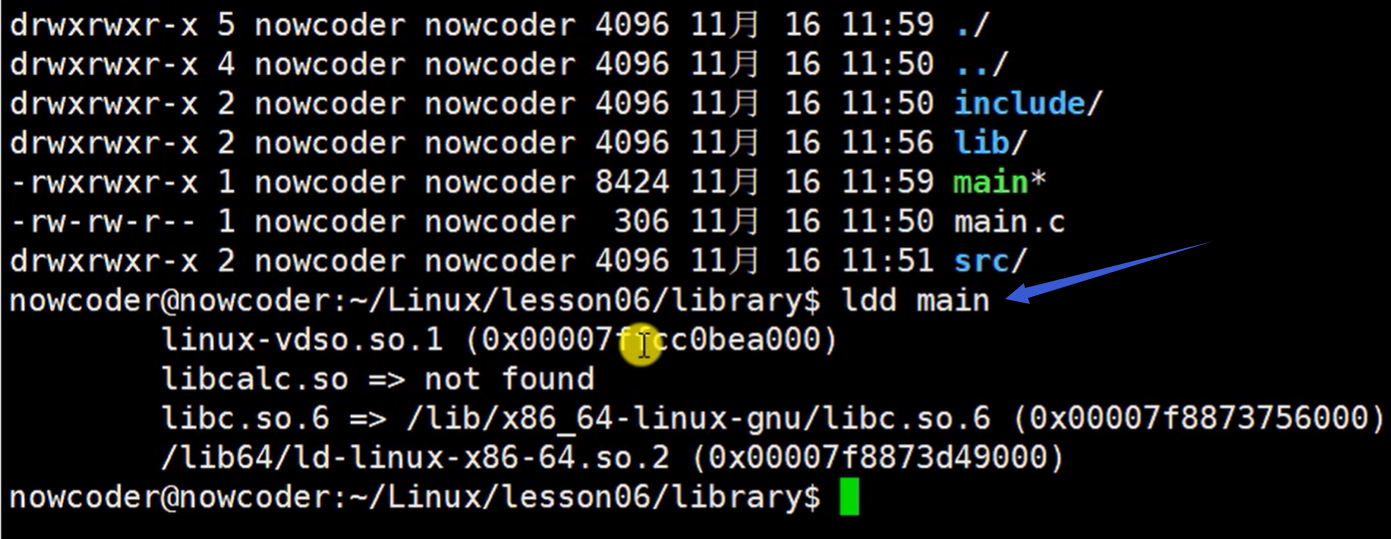 drwxrwxr-x 5 nowcoder nowcoder 4096 11月 16 11:59 ./
drwxrwxr-x 4 nowcoder nowcoder 4096 11月 16 11:50 ../
drwxrwxr-x 2 nowcoder nowcoder 4096 11月 16 11:50 include/
drwxrwxr-x 2 nowcoder nowcoder 4096 11月 16 11:56 lib/
-rwxrwxr-x 1 nowcoder nowcoder 8424 11月 16 11:59 main*
-rw-rw-r-- 1 nowcoder nowcoder  306 11月 16 11:50 main.c
drwxrwxr-x 2 nowcoder nowcoder 4096 11月 16 11:51 src/
nowcoder@nowcoder:~/Linux/lesson06/library$ ldd main
linux-vdso.so.1 (0x00007ffcc0bea000)
libcalc.so => not found
libc.so.6 => /lib/x86_64-linux-gnu/libc.so.6 (0x00007f8873756000)
/lib64/ld-linux-x86-64.so.2 (0x00007f8873d49000)
nowcoder@nowcoder:~/Linux/lesson06/library$